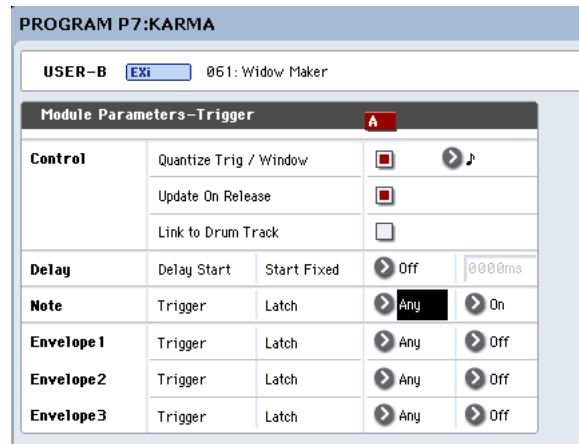 PROGRAM P7:KARMA
USER-B EXi 061: Widow Maker
Module Parameters-Trigger A
Control Quantize Trig / Window ♪
Update On Release
Link to Drum Track
Delay Delay Start Start Fixed Off 0000ms
Note Trigger Latch Any On
Envelope1 Trigger Latch Any Off
Envelope2 Trigger Latch Any Off
Envelope3 Trigger Latch Any Off